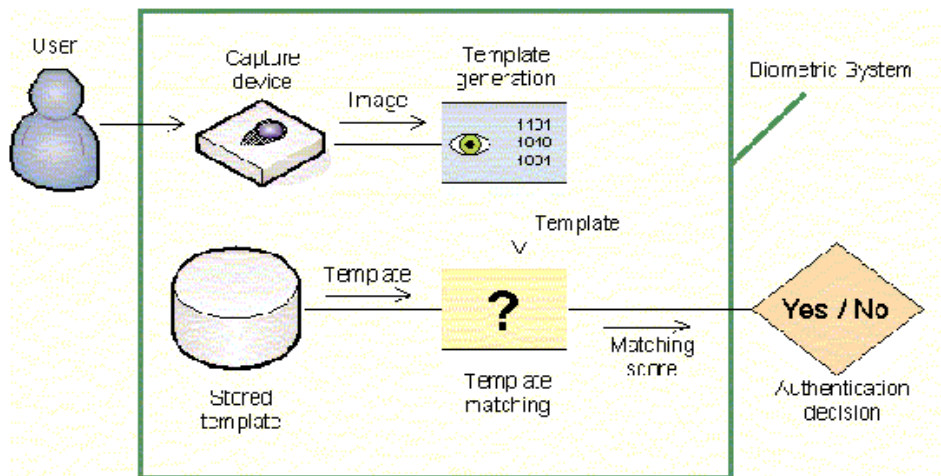 User
Capture
device
Image
Template
generation
1101
1010
1001
Biometric System
Template
Template
?
Yes / No
Matching
score
Stored
template
Template
matching
Authentication
decision